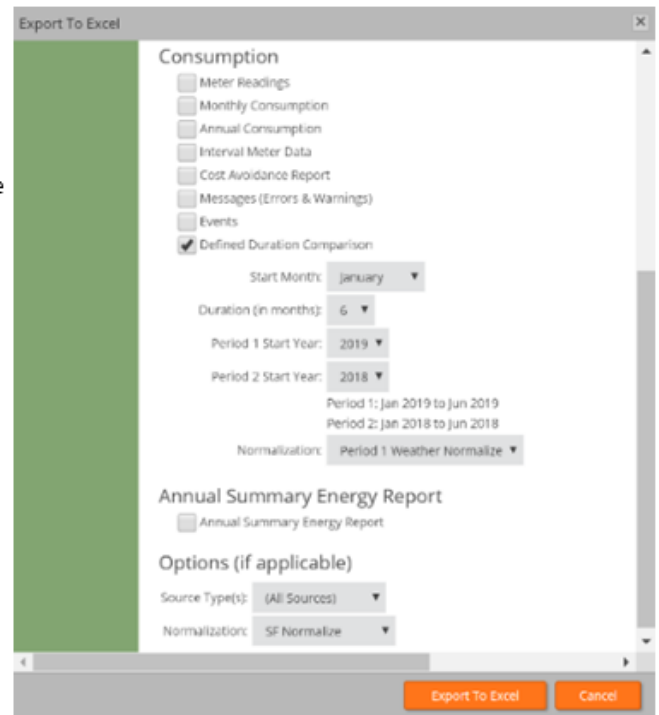 Export To Excel
Consumption
Meter Readings
Monthly Consumption
Annual Consumption
Interval Meter Data
Cost Avoidance Report
Messages (Errors & Warnings)
Events
Defined Duration Comparison
Start Month: January
Duration (in months): 6
Period 1 Start Year: 2019
Period 2 Start Year: 2018
Period 1: Jan 2019 to Jun 2019
Period 2: Jan 2018 to Jun 2018
Normalization: Period 1 Weather Normalize
Annual Summary Energy Report
Annual Summary Energy Report
Options (if applicable)
Source Type(s): (All Sources)
Normalization: SF Normalize
Export To Excel Cancel